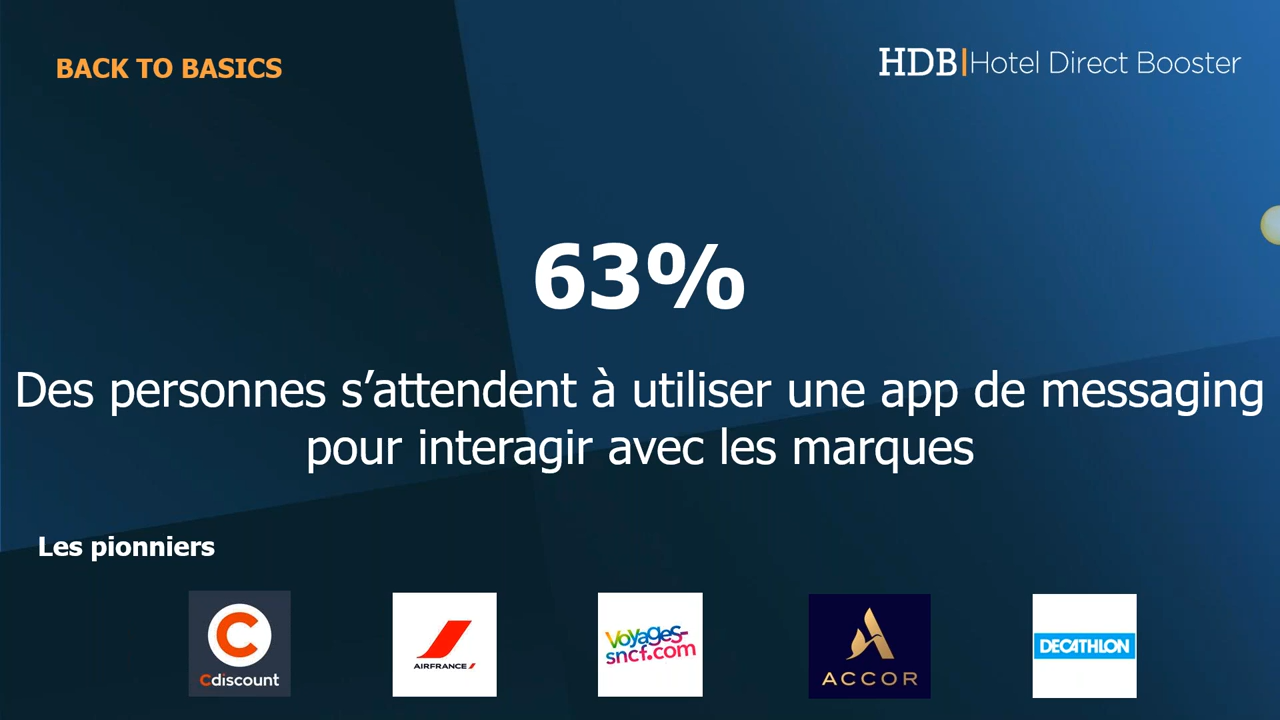 BACK TO BASICS
HDB|Hotel Direct Booster
63%
Des personnes s’attendent à utiliser une app de messaging
pour interagir avec les marques
Les pionniers
C
Cdiscount
AIRFRANCE
Voyages-
sncf.com
ACCOR
DECATHLON